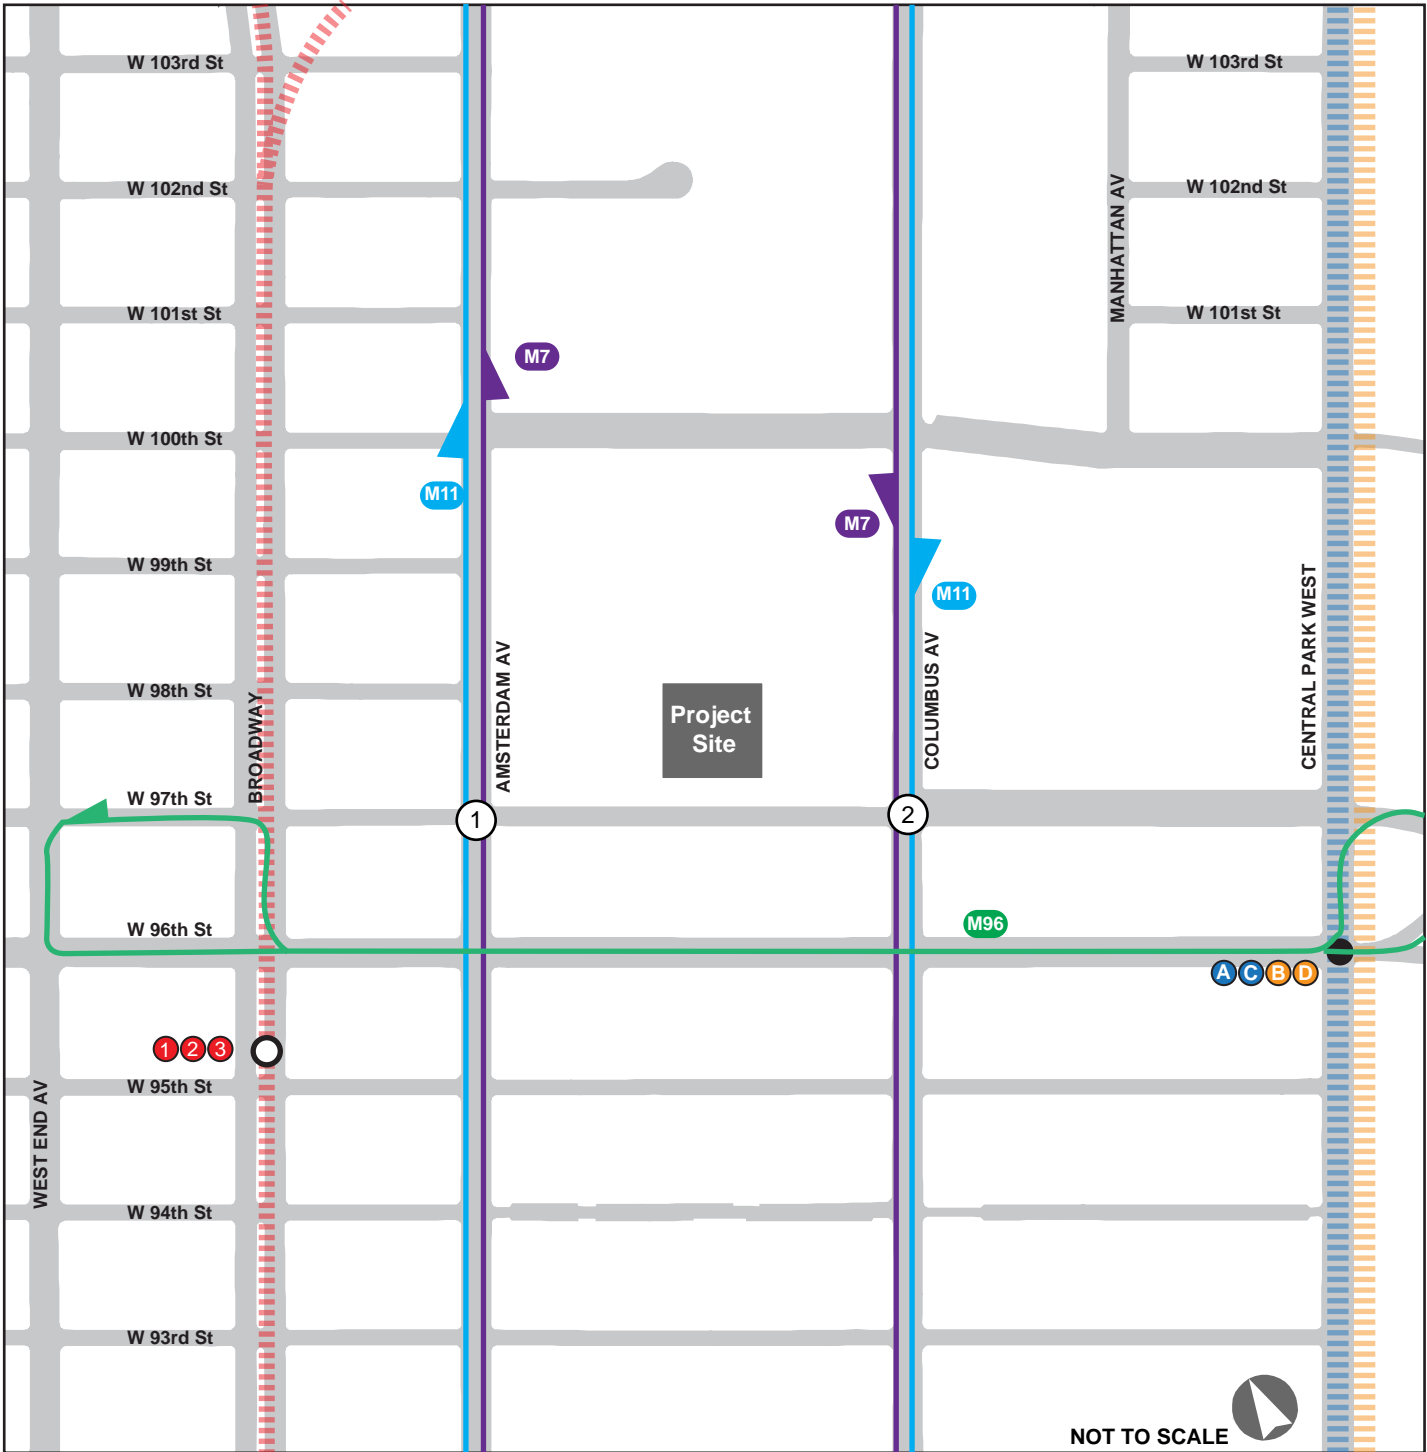 W 103rd St
W 103rd St
W 102nd St
W 102nd St
MANHATTAN AV
W 101st St
W 101st St
M7
W 100th St
M11
M7
W 99th St
M11
CENTRAL PARK WEST
COLUMBUS AV
AMSTERDAM AV
W 98th St
BROADWAY
Project
Site
W 97th St
1
2
W 96th St
M96
A C B D
1 2 3
W 95th St
WEST END AV
W 94th St
W 93rd St
NOT TO SCALE